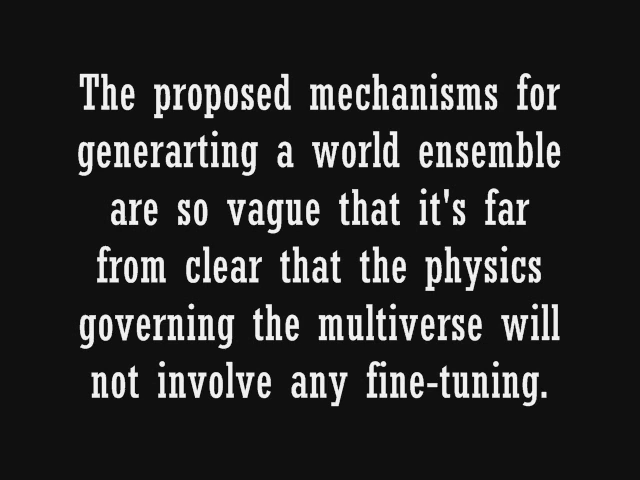 The proposed mechanisms for
generarting a world ensemble
are so vague that it's far
from clear that the physics
governing the multiverse will
not involve any fine-tuning.